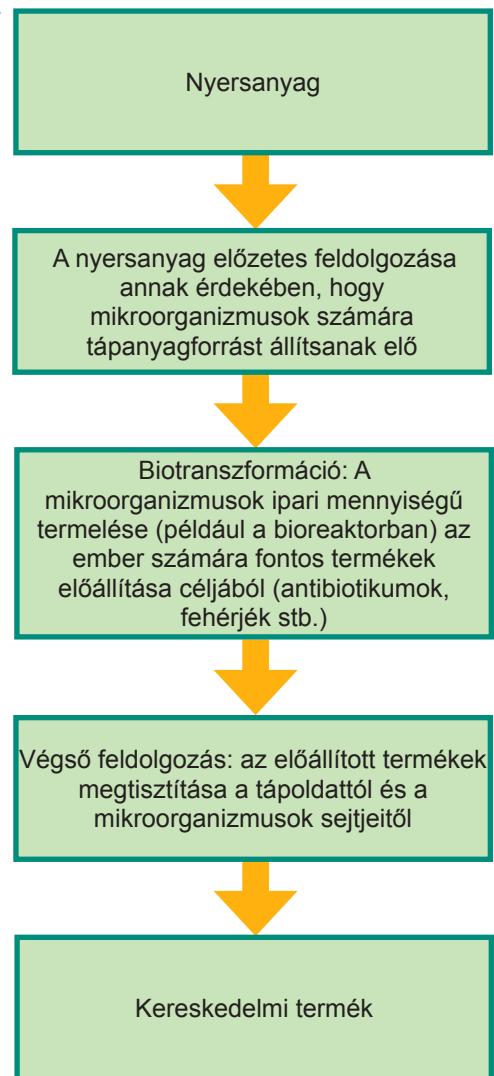 Nyersanyag
A nyersanyag előzetes feldolgozása
annak érdekében, hogy
mikroorganizmusok számára
tápanyagforrást állítsanak elő
Biotranszformáció: A
mikroorganizmusok ipari mennyiségű
termelése (például a bioreaktorban) az
ember számára fontos termékek
előállítása céljából (antibiotikumok,
fehérjék stb.)
Végső feldolgozás: az előállított termékek
megtisztítása a tápoldattól és a
mikroorganizmusok sejtjeitől
Kereskedelmi termék